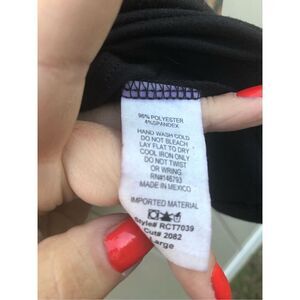 96% POLYESTER
4% SPANDEX
HAND WASH COLD
DO NOT BLEACH
LAY FLAT TO DRY
COOL IRON ONLY
DO NOT TWIST
OR WRING.
RN#146793
MADE IN MEXICO
IMPORTED MATERIAL
Style# RCT7039
Cut# 2082
Large